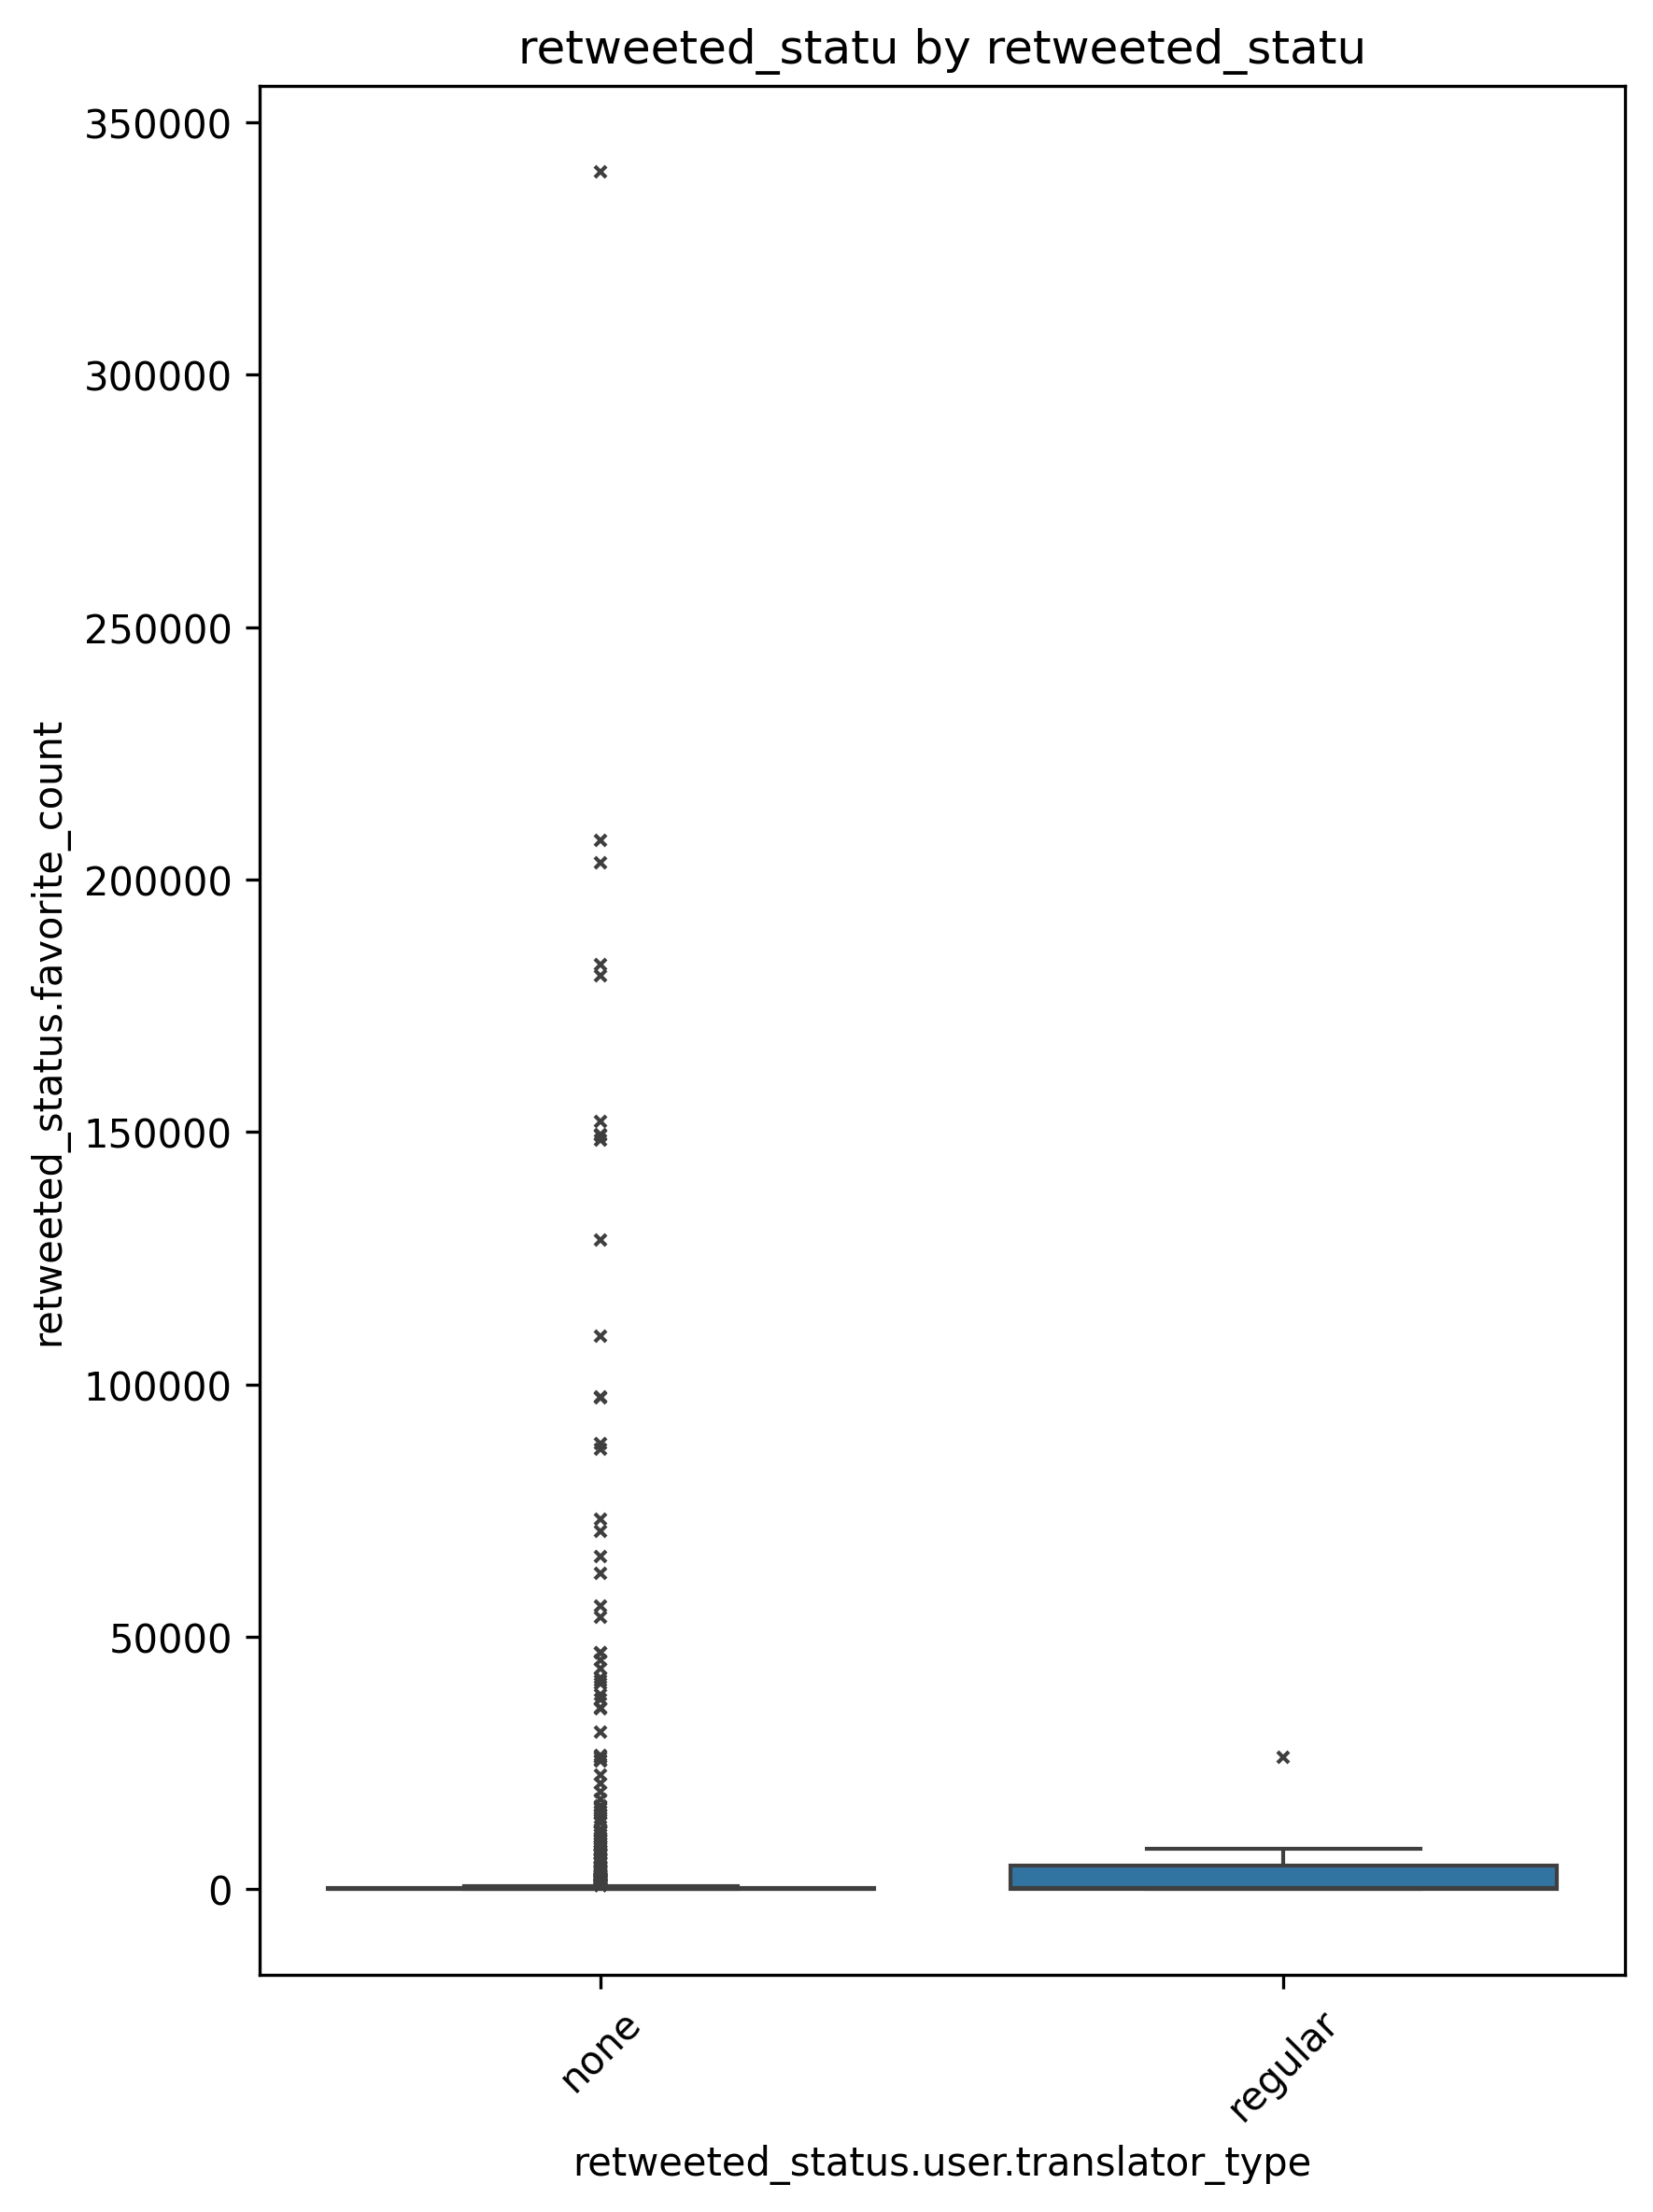 retweeted_statu by retweeted_statu
350000
300000
250000
200000
150000
100000
50000
0
retweeted_status.favorite_count
none
regular
retweeted_status.user.translator_type